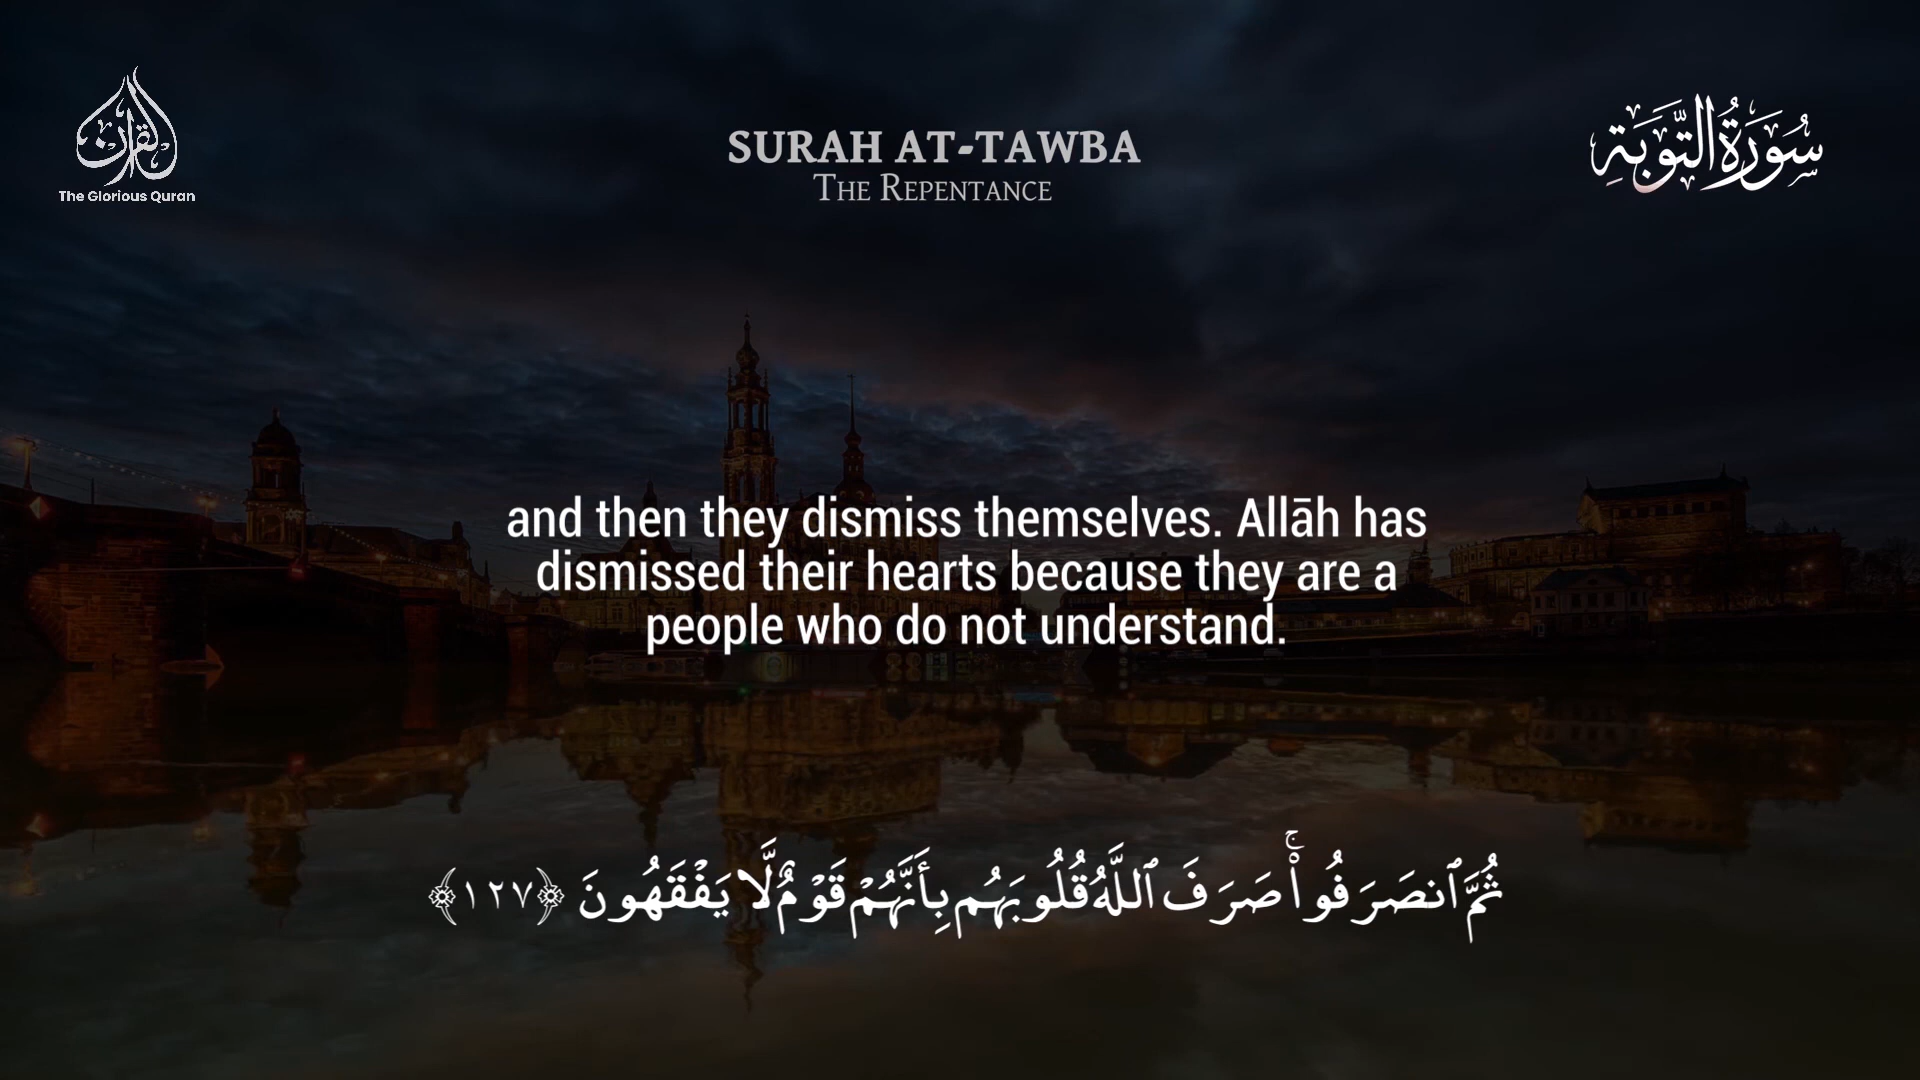 القرآن
The Glorious Quran
SURAH AT-TAWBA
THE REPENTANCE
سُورَةُ التَّوْبَةِ
and then they dismiss themselves. Allāh has
dismissed their hearts because they are a
people who do not understand.
ثُمَّ ٱنصَرَفُوا۟ ۚ صَرَفَ ٱللَّهُ قُلُوبَهُم بِأَنَّهُمْ قَوْمٌ لَّا يَفْقَهُونَ ﴿١٢٧﴾